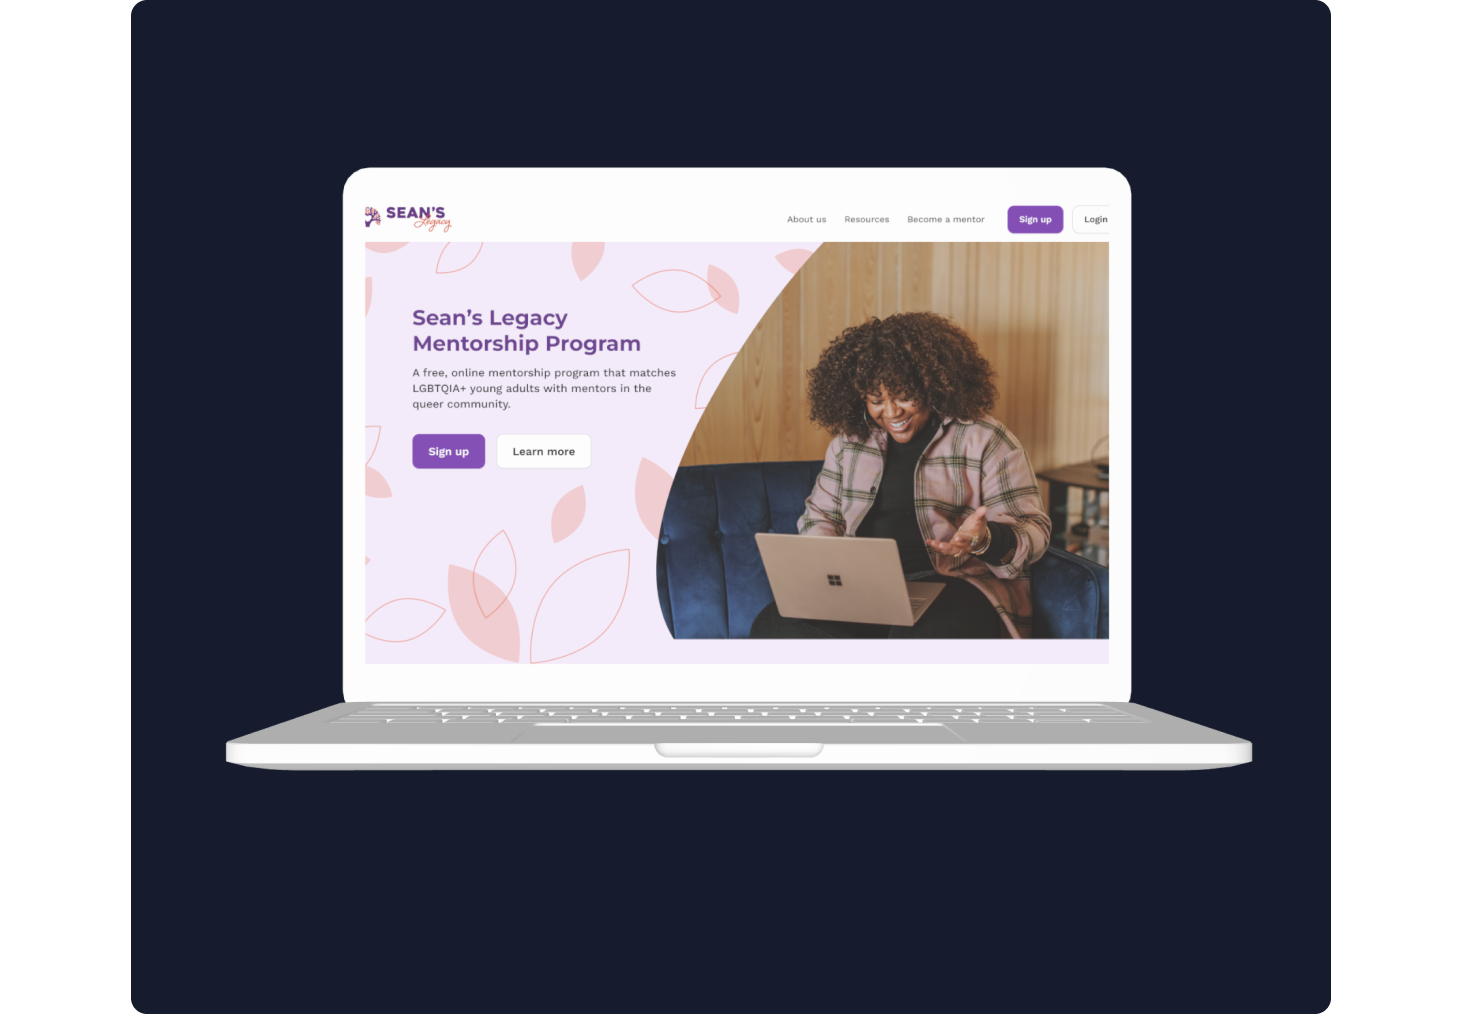 SEAN'S
Legacy
About us
Resources
Become a mentor
Sign up
Login
Sean’s Legacy
Mentorship Program
A free, online mentorship program that matches
LGBTQIA+ young adults with mentors in the
queer community.
Sign up
Learn more